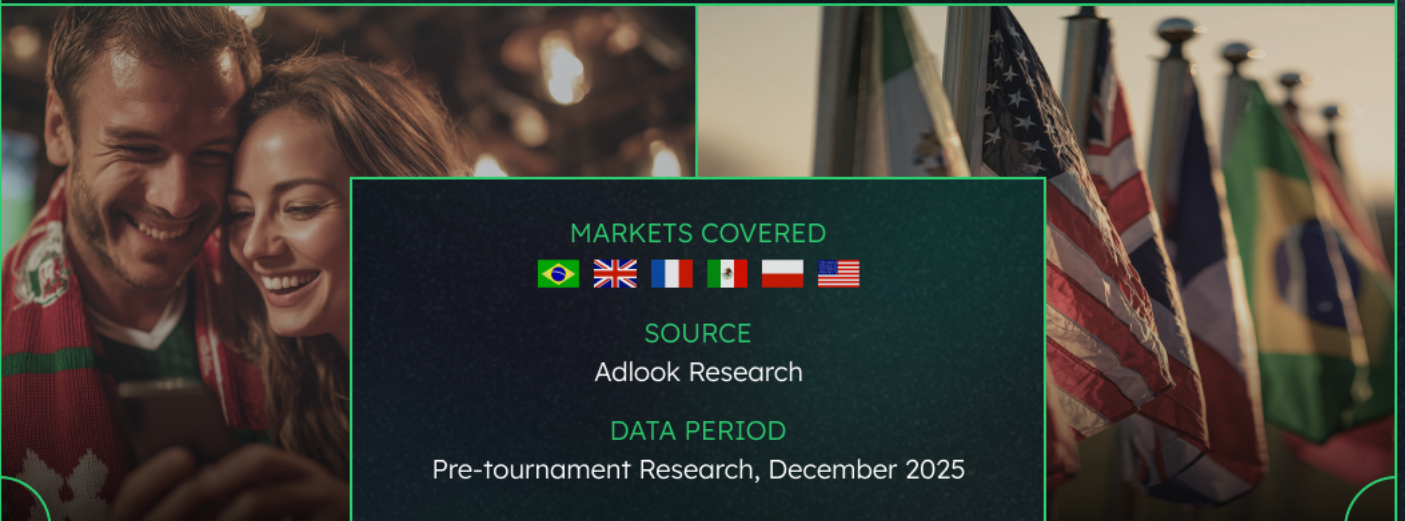 MARKETS COVERED
SOURCE
Adlook Research
DATA PERIOD
Pre-tournament Research, December 2025